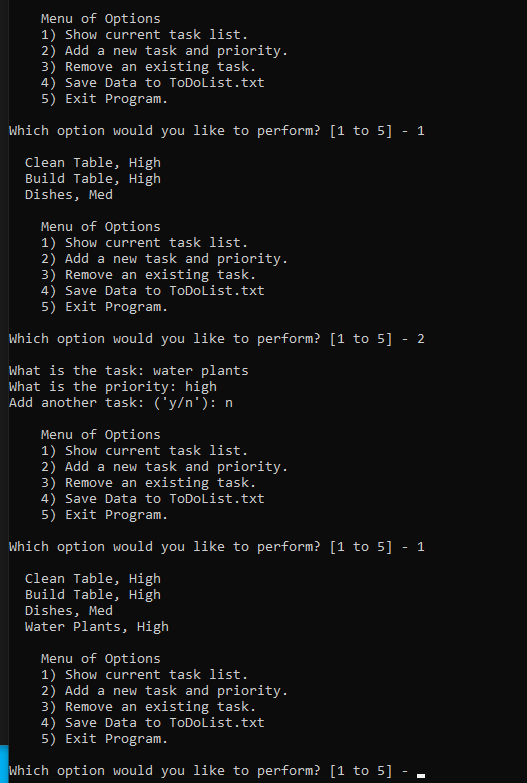 Menu of Options
1) Show current task list.
2) Add a new task and priority.
3) Remove an existing task.
4) Save Data to ToDoList.txt
5) Exit Program.
Which option would you like to perform? [1 to 5] - 1
Clean Table, High
Build Table, High
Dishes, Med
Menu of Options
1) Show current task list.
2) Add a new task and priority.
3) Remove an existing task.
4) Save Data to ToDoList.txt
5) Exit Program.
Which option would you like to perform? [1 to 5] - 2
What is the task: water plants
What is the priority: high
Add another task: ('y/n'): n
Menu of Options
1) Show current task list.
2) Add a new task and priority.
3) Remove an existing task.
4) Save Data to ToDoList.txt
5) Exit Program.
Which option would you like to perform? [1 to 5] - 1
Clean Table, High
Build Table, High
Dishes, Med
Water Plants, High
Menu of Options
1) Show current task list.
2) Add a new task and priority.
3) Remove an existing task.
4) Save Data to ToDoList.txt
5) Exit Program.
Which option would you like to perform? [1 to 5] -